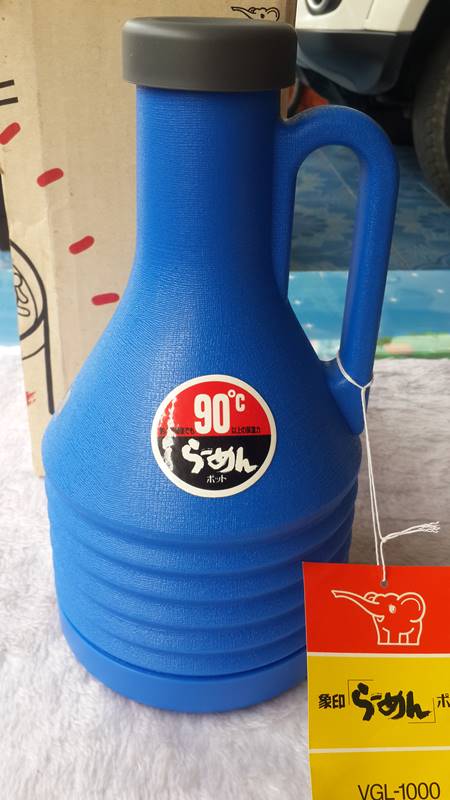 90°C
以上の保温力
らーめん
ポット
象印「らーめん」ポ
VGL-1000